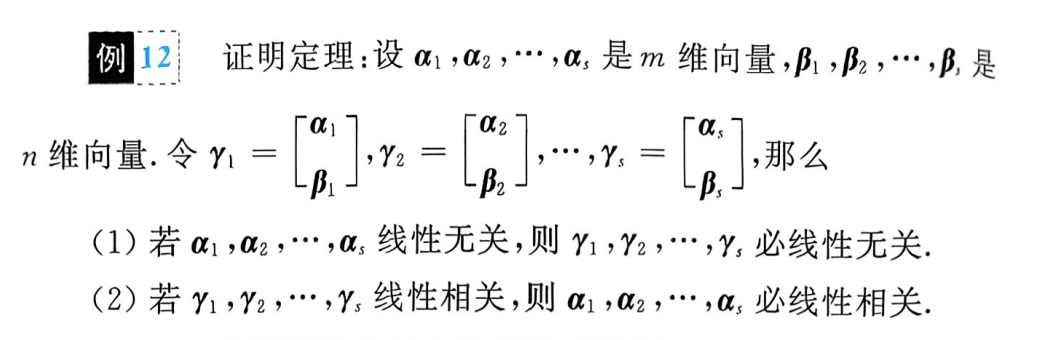 例 12 证明定理:设 α₁,α₂,⋯,αₛ 是 m 维向量,β₁,β₂,⋯,βₛ 是
n 维向量.令 γ₁ = [α₁ β₁],γ₂ = [α₂ β₂],⋯,γₛ = [αₛ βₛ],那么
(1) 若 α₁,α₂,⋯,αₛ 线性无关,则 γ₁,γ₂,⋯,γₛ 必线性无关.
(2) 若 γ₁,γ₂,⋯,γₛ 线性相关,则 α₁,α₂,⋯,αₛ 必线性相关.